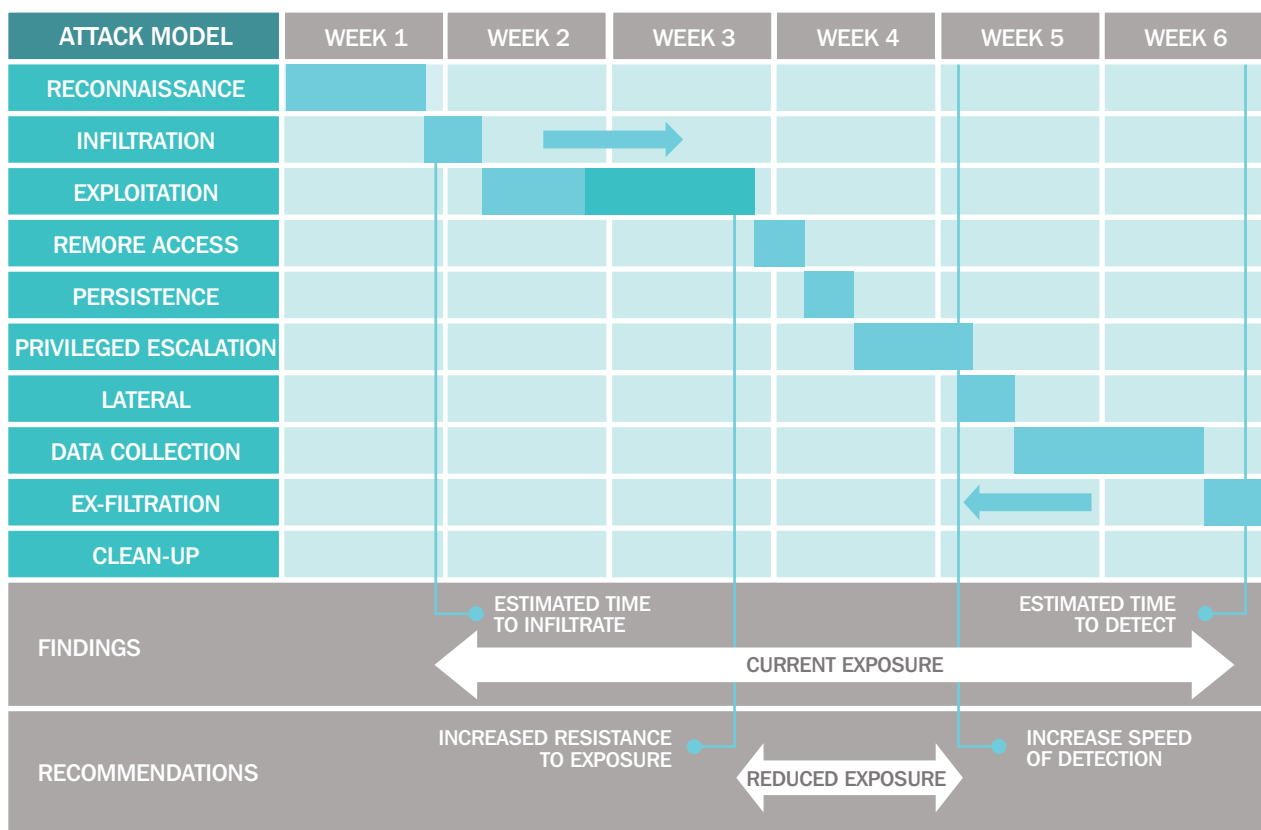 ATTACK MODEL
WEEK 1
WEEK 2
WEEK 3
WEEK 4
WEEK 5
WEEK 6
RECONNAISSANCE
INFILTRATION
EXPLOITATION
REMORE ACCESS
PERSISTENCE
PRIVILEGED ESCALATION
LATERAL
DATA COLLECTION
EX-FILTRATION
CLEAN-UP
FINDINGS
ESTIMATED TIME
TO INFILTRATE
ESTIMATED TIME
TO DETECT
CURRENT EXPOSURE
RECOMMENDATIONS
INCREASED RESISTANCE
TO EXPOSURE
REDUCED EXPOSURE
INCREASE SPEED
OF DETECTION